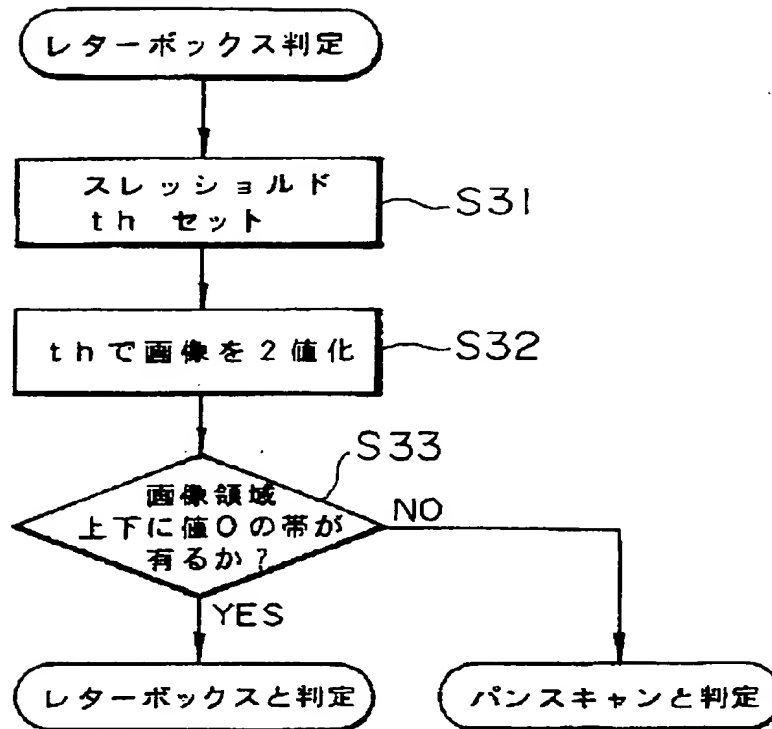 レターボックス判定
スレッショルド
th セット
S31
thで画像を2値化
S32
S33
画像領域
上下に値0の帯が
有るか?
NO
YES
レターボックスと判定
パンスキャンと判定